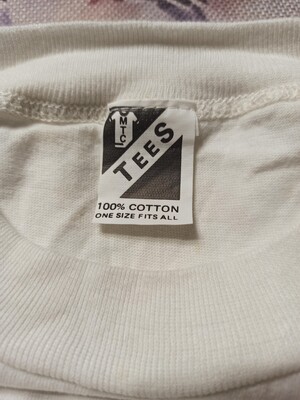 MTC
TEES
100% COTTON
ONE SIZE FITS ALL